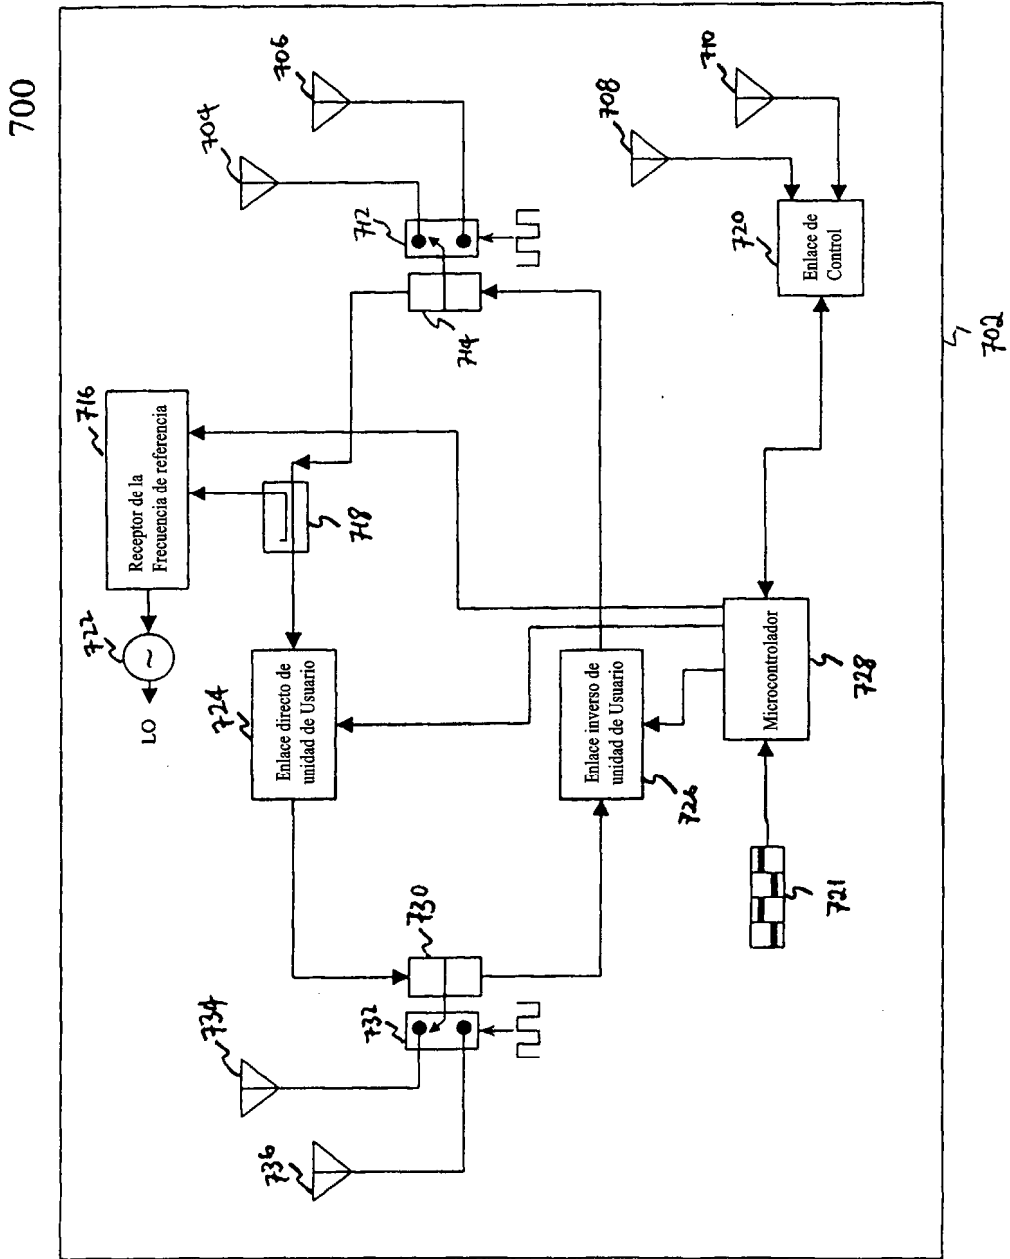 700
722
716
Receptor de la
Frecuencia de referencia
LO
734
724
704
736
Enlace directo de
unidad de Usuario
706
718
732
712
730
714
Enlace inverso de
unidad de Usuario
708
726
710
720
721
Microcontrolador
Enlace de
Control
728
702